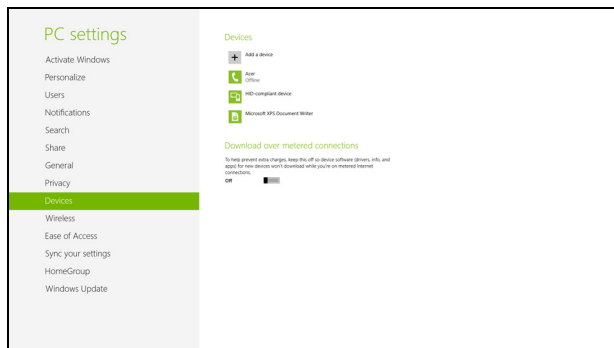 PC settings
Activate Windows
Personalize
Users
Notifications
Search
Share
General
Privacy
Devices
Wireless
Ease of Access
Sync your settings
HomeGroup
Windows Update
Devices
Add a device
Acer
Offline
HID-compliant device
Microsoft XPS Document Writer
Download over metered connections
To help prevent extra charges, keep this off so device software (drivers, info, and
apps) for new devices won't download while you're on metered Internet
connections.
Off